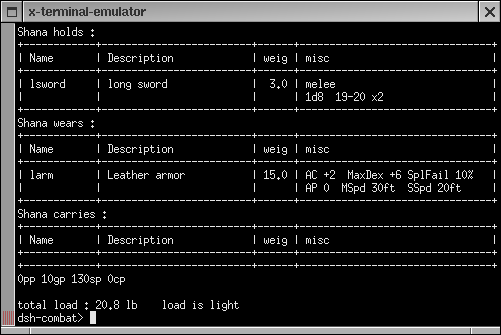 x-terminal-emulator
Shana holds :
| Name | Description | weig | misc
| lsword | long sword | 3.0 | melee
| | | | 1d8 19-20 x2
Shana wears :
| Name | Description | weig | misc
| larm | Leather armor | 15.0 | AC +2 MaxDex +6 SplFail 10%
| | | | AP 0 MSpd 30ft SSpd 20ft
Shana carries :
| Name | Description | weig | misc
0pp 10gp 130sp 0cp
total load : 20.8 lb load is light
dsh-combat>